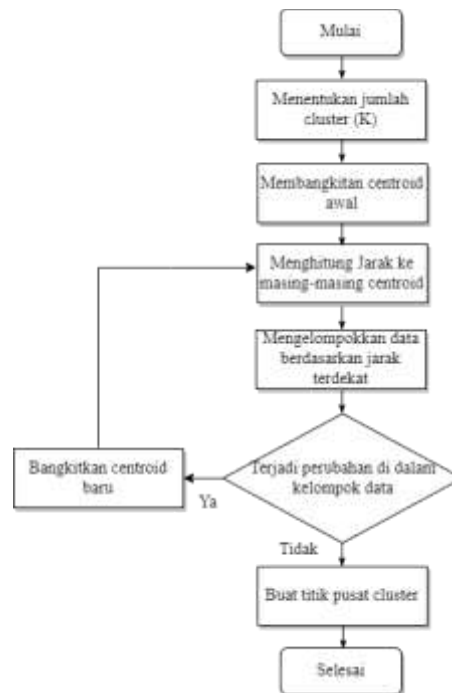 Mulai
Menentukan jumlah
cluster (K)
Membangkitan centroid
awal
Menghitung Jarak ke
masing-masing centroid
Mengelompokkan data
berdasarkan jarak
terdekat
Terjadi perubahan di dalam
kelompok data
Ya
Bangkitkan centroid
baru
Tidak
Buat titik pusat cluster
Selesai